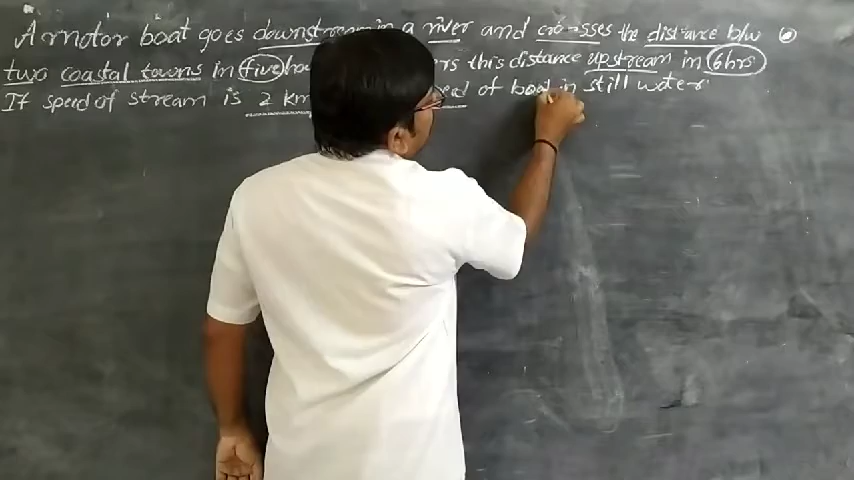 A motor boat goes downstream in a river and crosses the distance b/w
two coastal towns in five hou rs this distance upstream in 6hrs
If speed of stream is 2 km eed of boat in still water